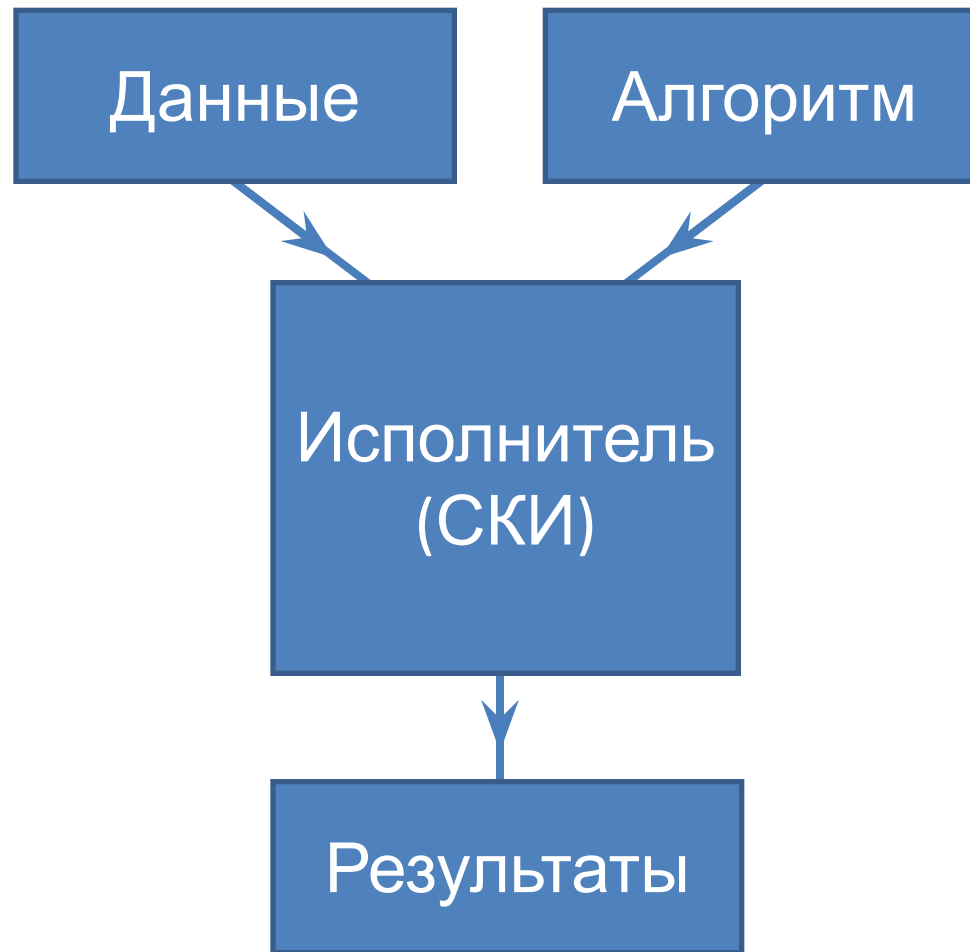 Данные
Алгоритм
Исполнитель
(СКИ)
Результаты